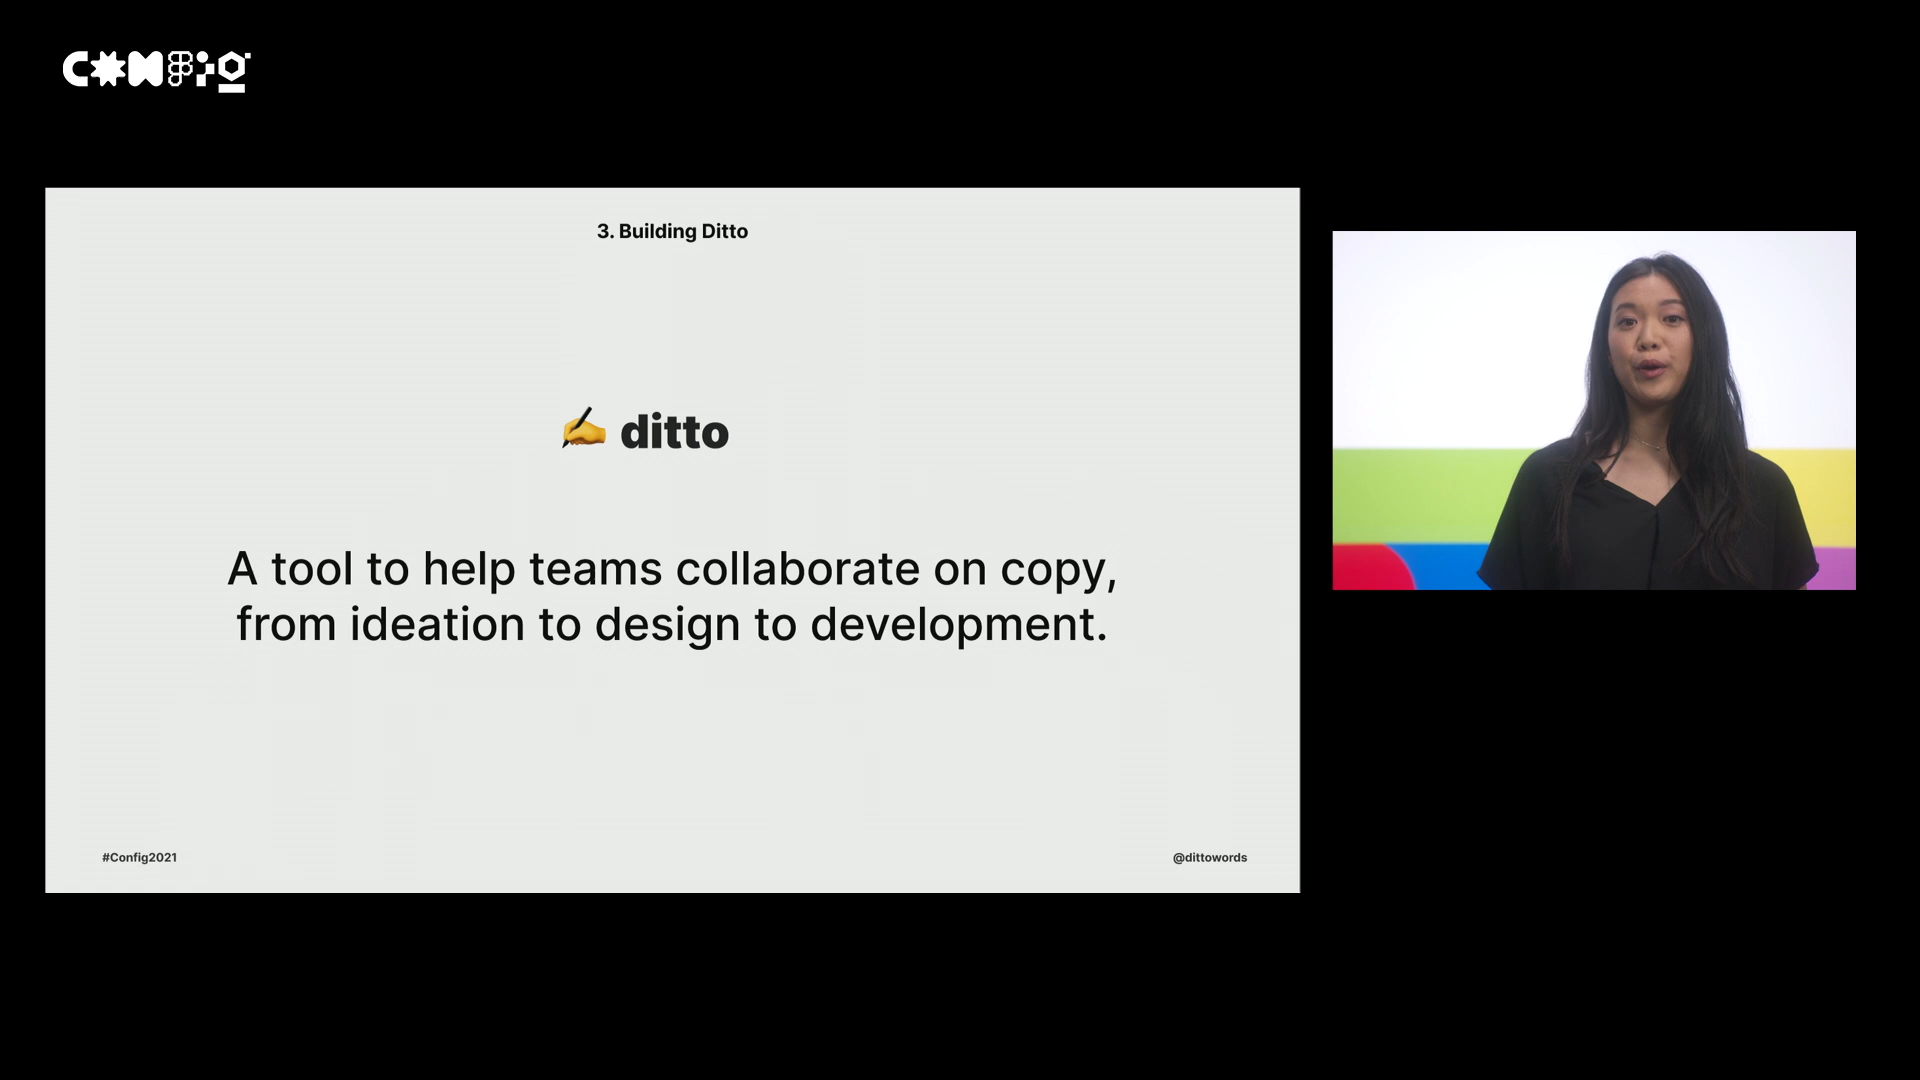 CONFIG
3. Building Ditto
✍️ ditto
A tool to help teams collaborate on copy,
from ideation to design to development.
#Config2021
@dittowords